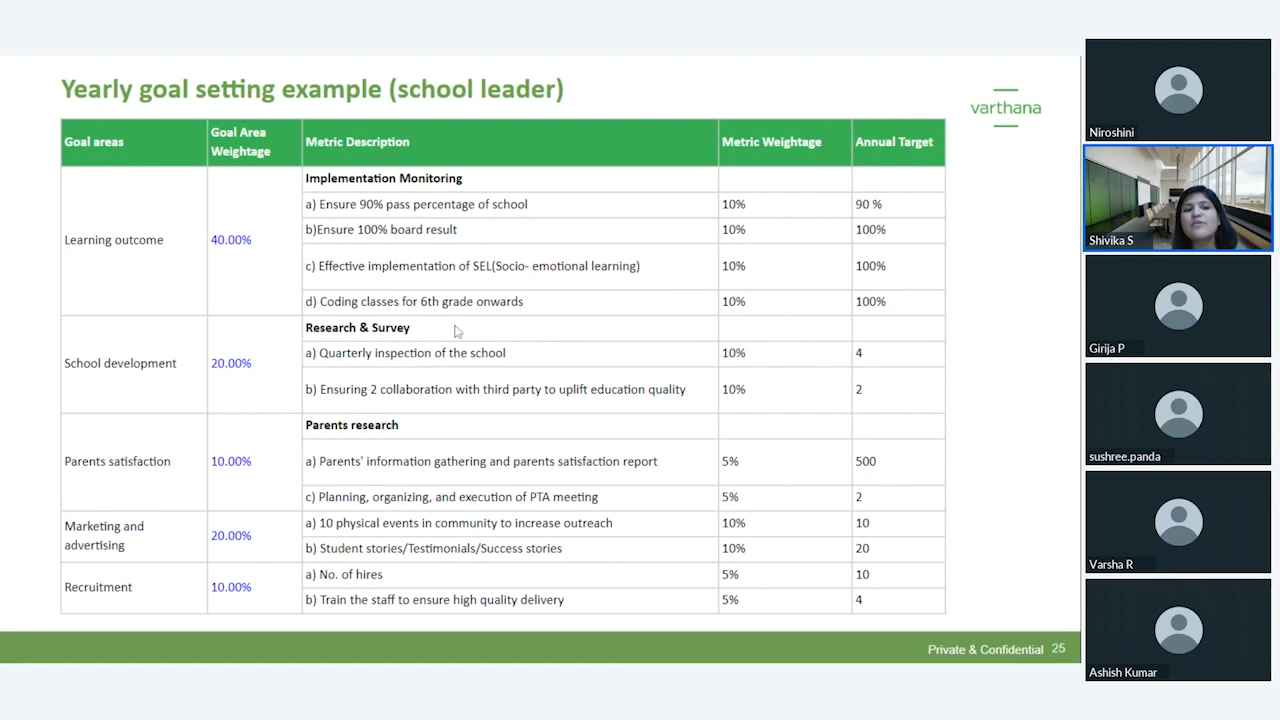 Yearly goal setting example (school leader)
varthana
Goal areas
Goal Area
Weightage
Metric Description
Metric Weightage
Annual Target
Learning outcome
40.00%
Implementation Monitoring
a) Ensure 90% pass percentage of school
10%
90 %
b)Ensure 100% board result
10%
100%
c) Effective implementation of SEL(Socio- emotional learning)
10%
100%
d) Coding classes for 6th grade onwards
10%
100%
School development
20.00%
Research & Survey
a) Quarterly inspection of the school
10%
4
b) Ensuring 2 collaboration with third party to uplift education quality
10%
2
Parents satisfaction
10.00%
Parents research
a) Parents' information gathering and parents satisfaction report
5%
500
c) Planning, organizing, and execution of PTA meeting
5%
2
Marketing and
advertising
20.00%
a) 10 physical events in community to increase outreach
10%
10
b) Student stories/Testimonials/Success stories
10%
20
Recruitment
10.00%
a) No. of hires
5%
10
b) Train the staff to ensure high quality delivery
5%
4
Private & Confidential 25
Niroshini
Shivika S
Girija P
sushree.panda
Varsha R
Ashish Kumar